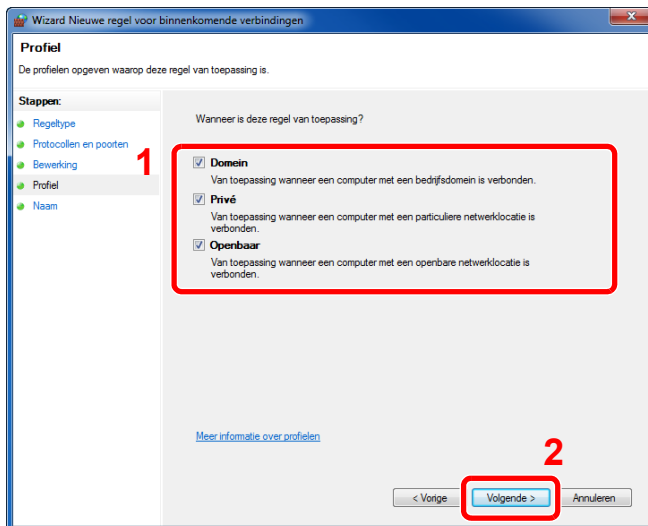 Wizard Nieuwe regel voor binnenkomende verbindingen
Profiel
De profielen opgeven waarop deze regel van toepassing is.
Stappen:
Regeltype
Protocollen en poorten
Bewerking
Profiel
Naam
Wanneer is deze regel van toepassing?
1
Domein
Van toepassing wanneer een computer met een bedrijfsdomein is verbonden.
Privé
Van toepassing wanneer een computer met een particuliere netwerklocatie is
verbonden.
Openbaar
Van toepassing wanneer een computer met een openbare netwerklocatie is
verbonden.
Meer informatie over profielen
2
< Vorige
Volgende >
Annuleren